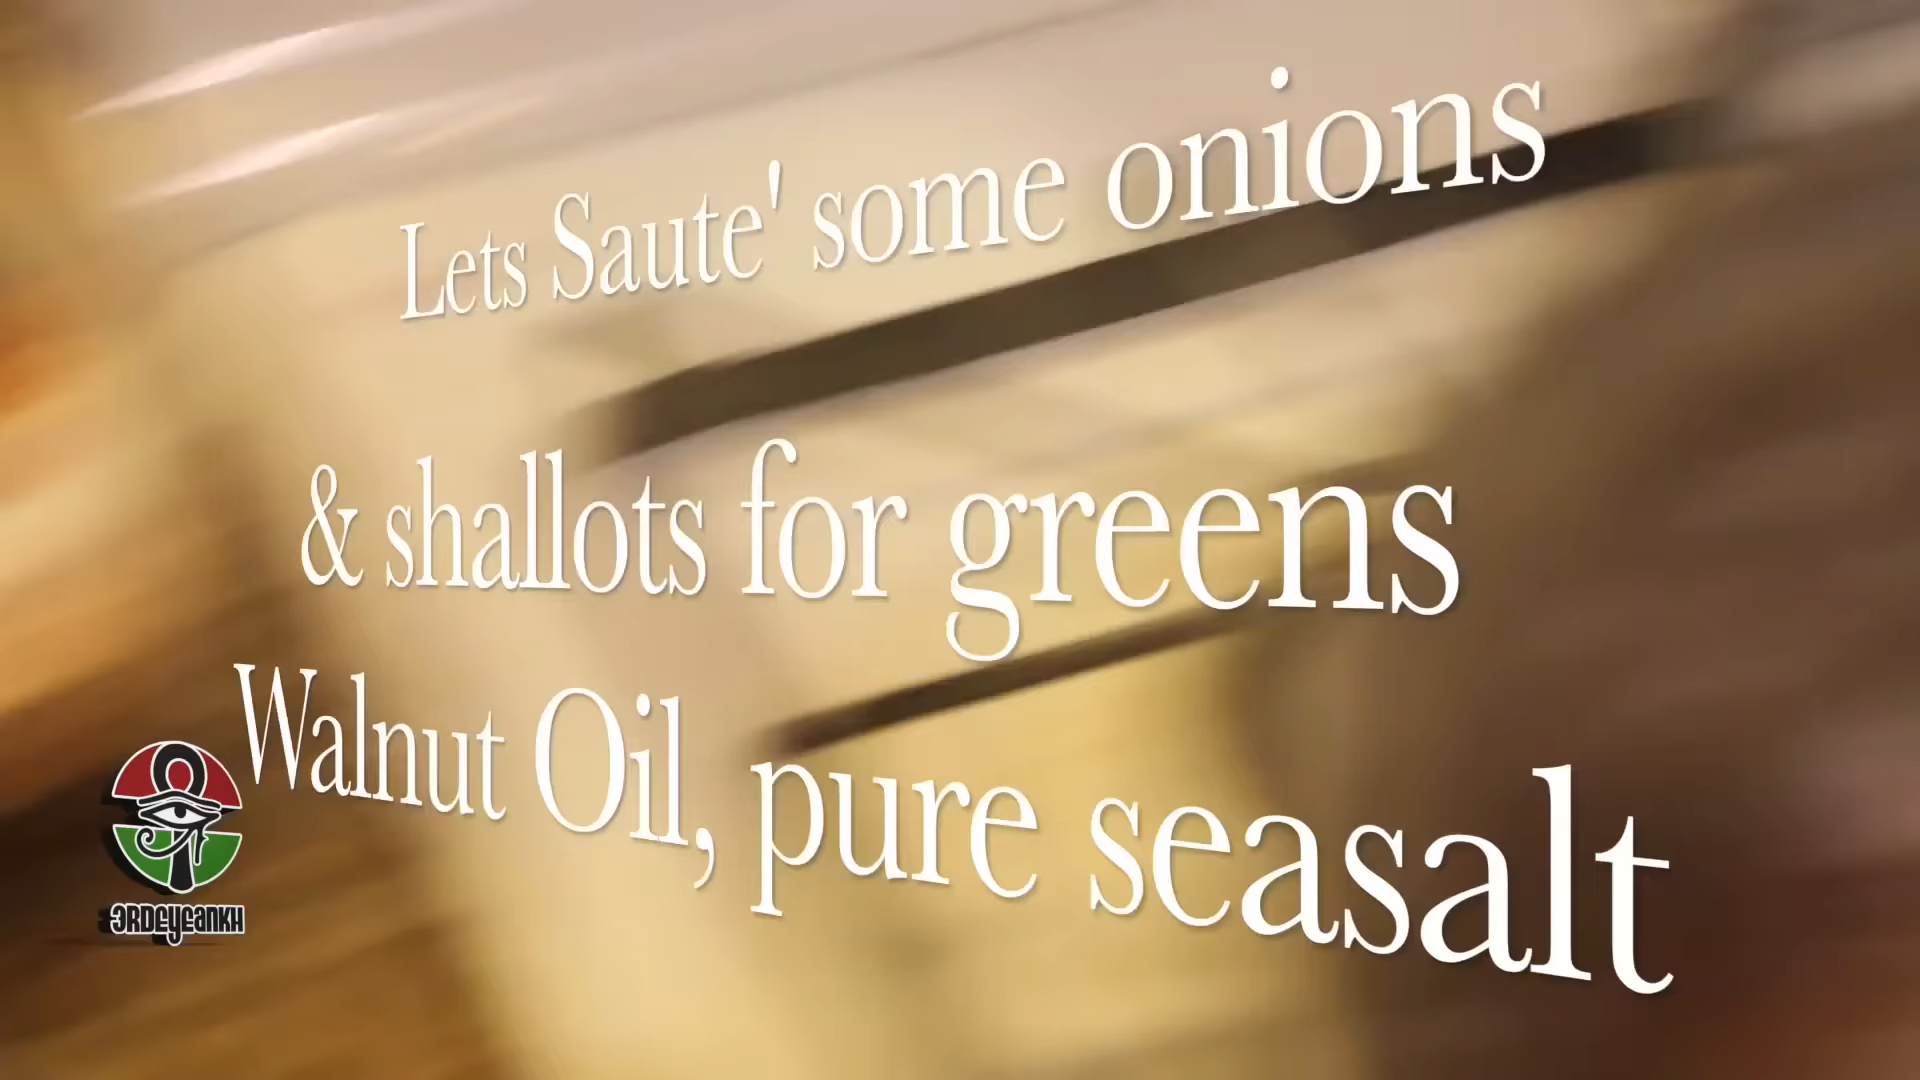 Lets Saute' some onions
& shallots for greens
Walnut Oil, pure seasalt
3RDEYEANKH